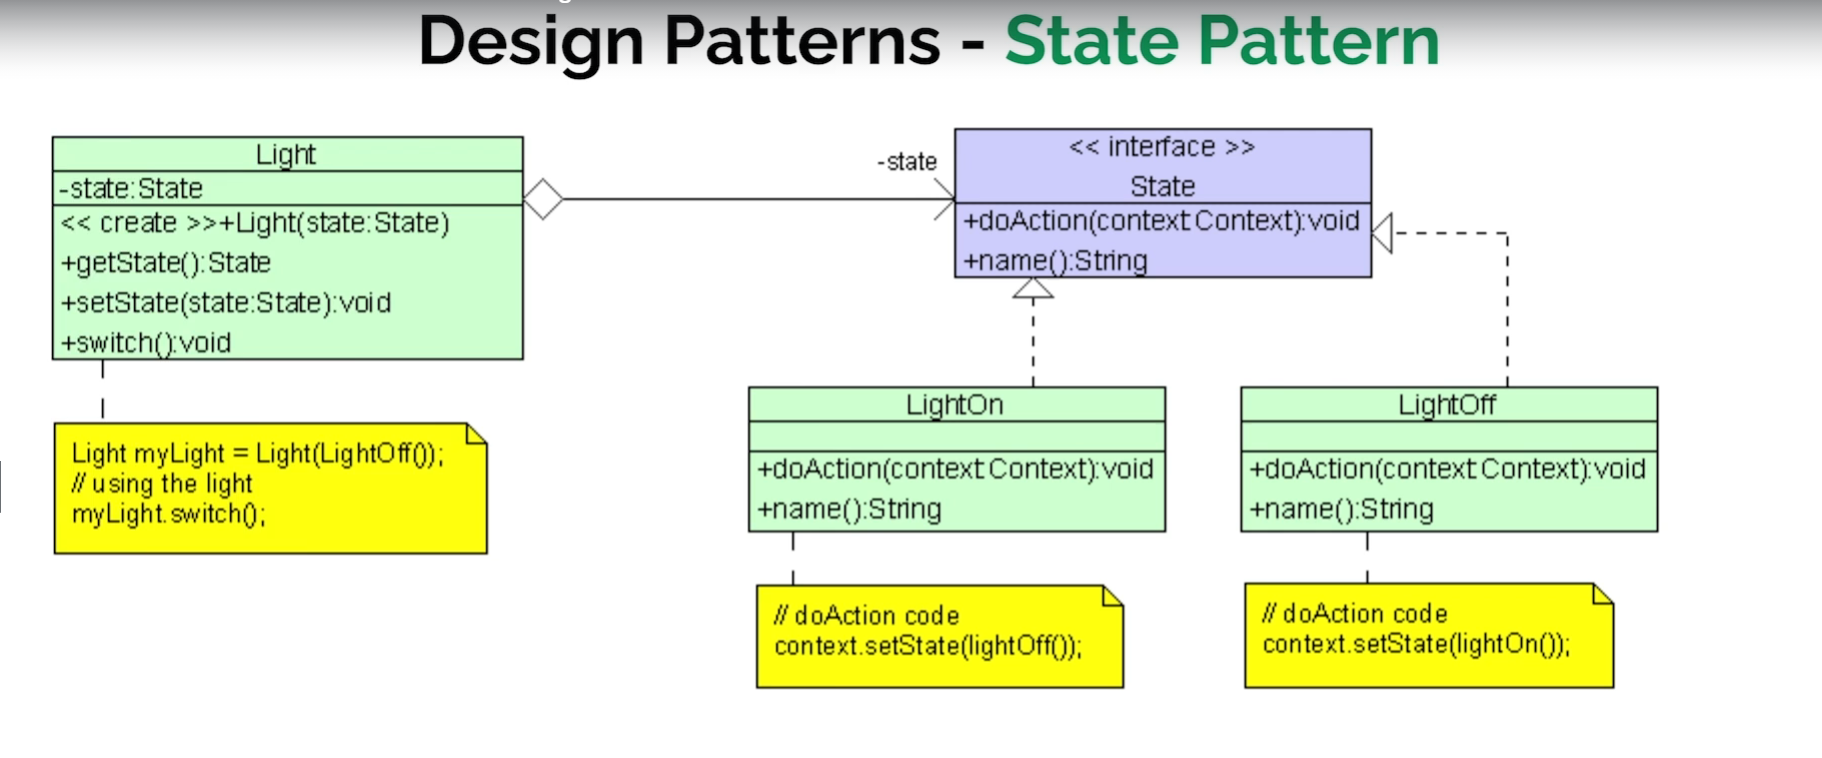 Design Patterns - State Pattern
Light
-state:State
<< create >>+Light(state:State)
+getState():State
+setState(state:State):void
+switch():void
Light myLight = Light(LightOff());
// using the light
myLight.switch();
-state
<< interface >>
State
+doAction(context Context):void
+name():String
LightOn
+doAction(context Context):void
+name():String
// doAction code
context.setState(lightOff());
LightOff
+doAction(context Context):void
+name():String
// doAction code
context.setState(lightOn());